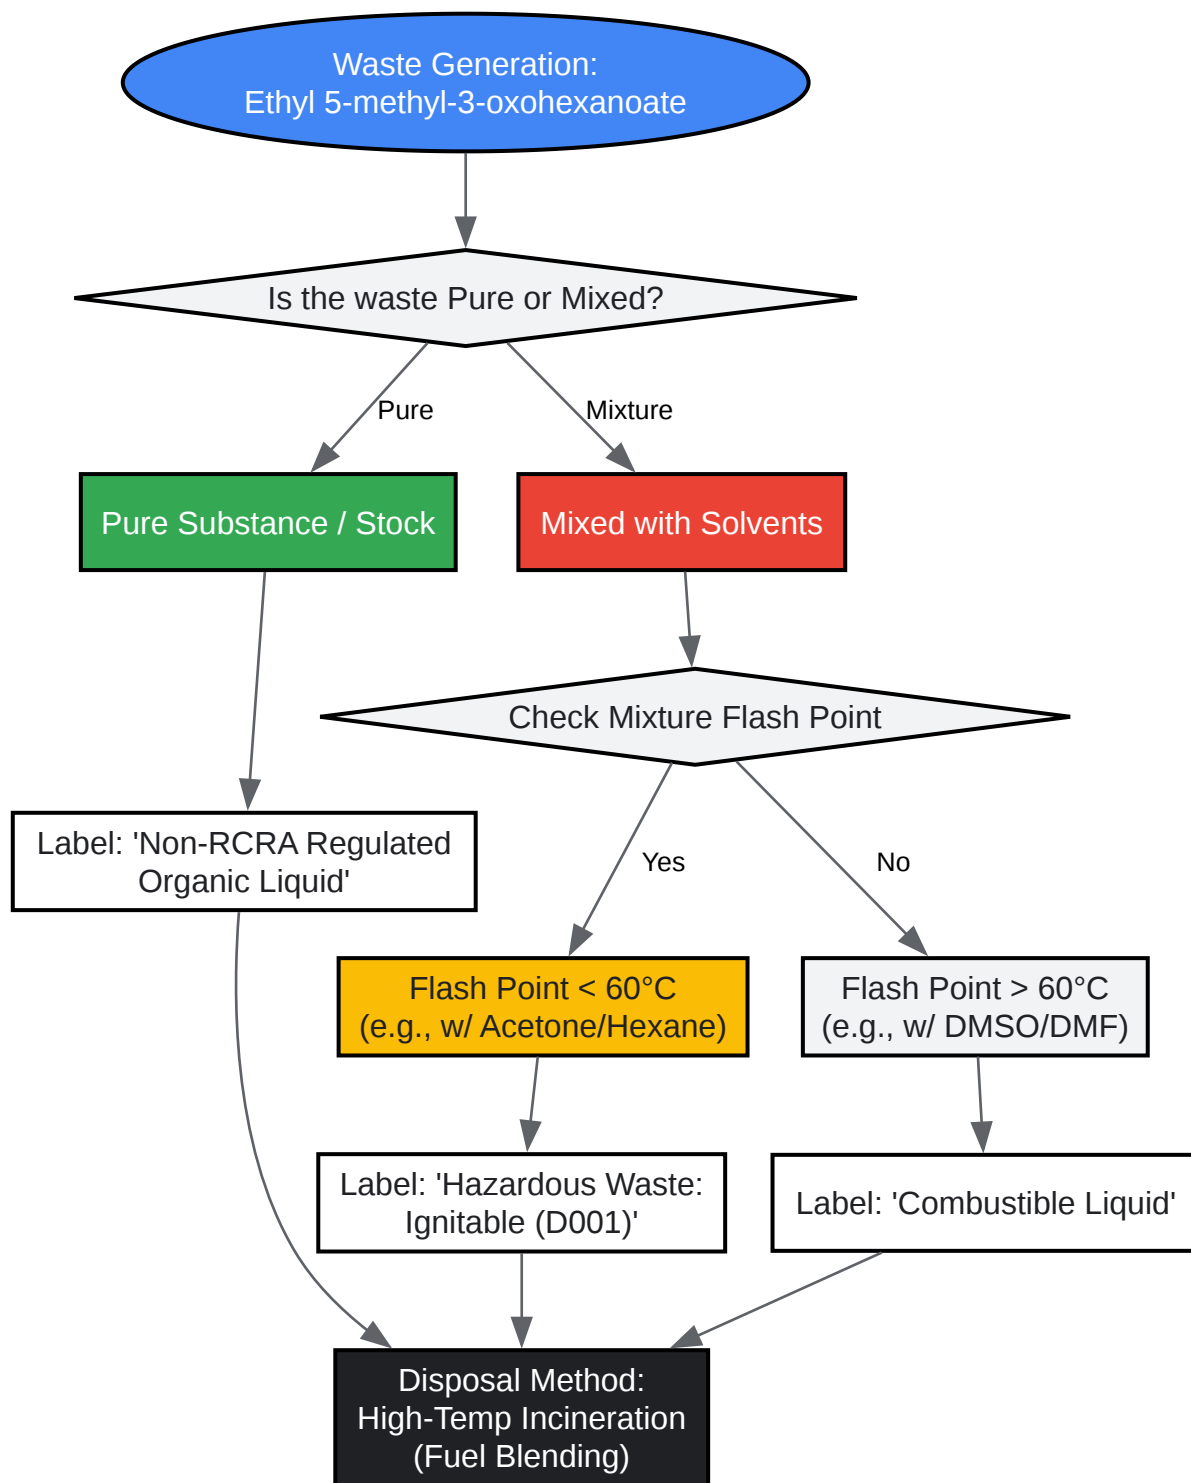 Waste Generation:
Ethyl 5-methyl-3-oxohexanoate
Is the waste Pure or Mixed?
Pure
Mixture
Pure Substance / Stock
Mixed with Solvents
Check Mixture Flash Point
Label: 'Non-RCRA Regulated
Organic Liquid'
Yes
No
Flash Point < 60°C
(e.g., w/ Acetone/Hexane)
Flash Point > 60°C
(e.g., w/ DMSO/DMF)
Label: 'Hazardous Waste:
Ignitable (D001)'
Label: 'Combustible Liquid'
Disposal Method:
High-Temp Incineration
(Fuel Blending)